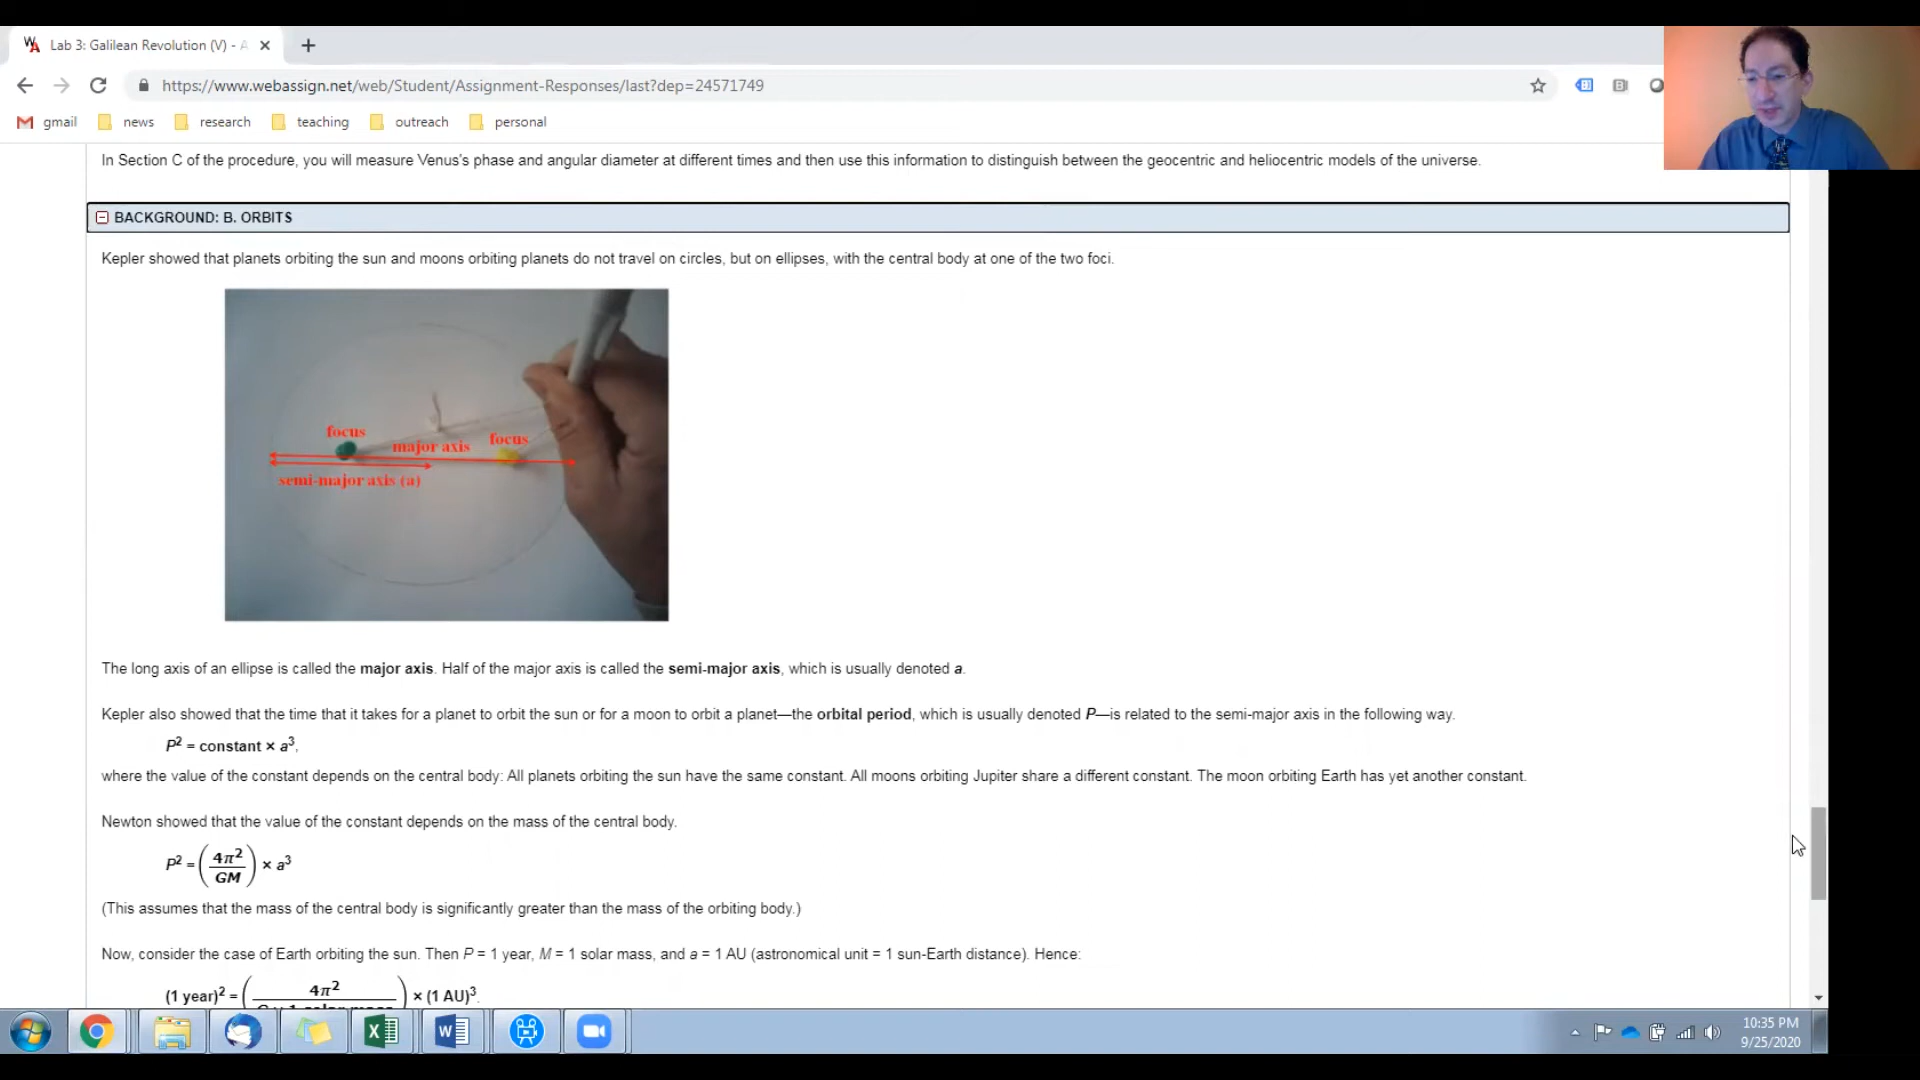 Lab 3: Galilean Revolution (V) - A
https://www.webassign.net/web/Student/Assignment-Responses/last?dep=24571749
gmail news research teaching outreach personal
In Section C of the procedure, you will measure Venus's phase and angular diameter at different times and then use this information to distinguish between the geocentric and heliocentric models of the universe.
BACKGROUND: B. ORBITS
Kepler showed that planets orbiting the sun and moons orbiting planets do not travel on circles, but on ellipses, with the central body at one of the two foci.
focus
focus
major axis
semi-major axis (a)
The long axis of an ellipse is called the major axis. Half of the major axis is called the semi-major axis, which is usually denoted a.
Kepler also showed that the time that it takes for a planet to orbit the sun or for a moon to orbit a planet—the orbital period, which is usually denoted P—is related to the semi-major axis in the following way.
P² = constant × a³,
where the value of the constant depends on the central body: All planets orbiting the sun have the same constant. All moons orbiting Jupiter share a different constant. The moon orbiting Earth has yet another constant.
Newton showed that the value of the constant depends on the mass of the central body.
P² = (4π²/GM) × a³
(This assumes that the mass of the central body is significantly greater than the mass of the orbiting body.)
Now, consider the case of Earth orbiting the sun. Then P = 1 year, M = 1 solar mass, and a = 1 AU (astronomical unit = 1 sun-Earth distance). Hence:
(1 year)² = ( 4π² ) × (1 AU)³.
10:35 PM
9/25/2020